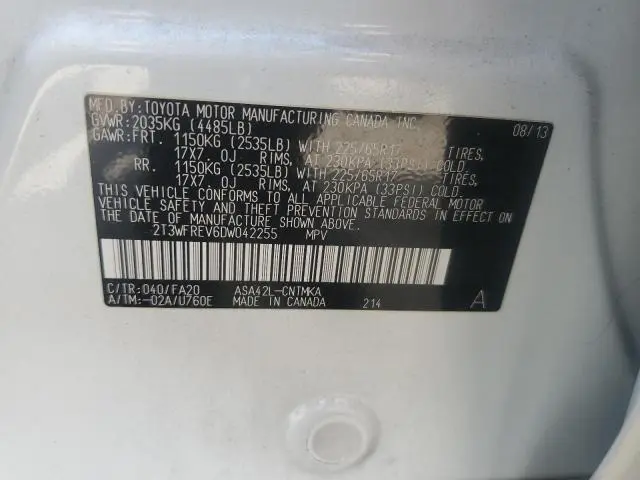 MFD.BY:TOYOTA MOTOR MANUFACTURING CANADA INC. 08/13
GVWR:2035KG (4485LB)
GAWR:FRT. 1150KG (2535LB) WITH 225/65R17 TIRES,
17X7. OJ RIMS, AT 230KPA (33PSI) COLD
RR. 1150KG (2535LB) WITH 225/65R17 TIRES,
17X7. OJ RIMS, AT 230KPA (33PSI) COLD.
THIS VEHICLE CONFORMS TO ALL APPLICABLE FEDERAL MOTOR
VEHICLE SAFETY AND THEFT PREVENTION STANDARDS IN EFFECT
ON THE DATE OF MANUFACTURE SHOWN ABOVE.
2T3WFREV6DW042255 MPV
C/TR:040/FA20 ASA42L-CNTMKA A
A/TM:-02A/U760E MADE IN CANADA 214